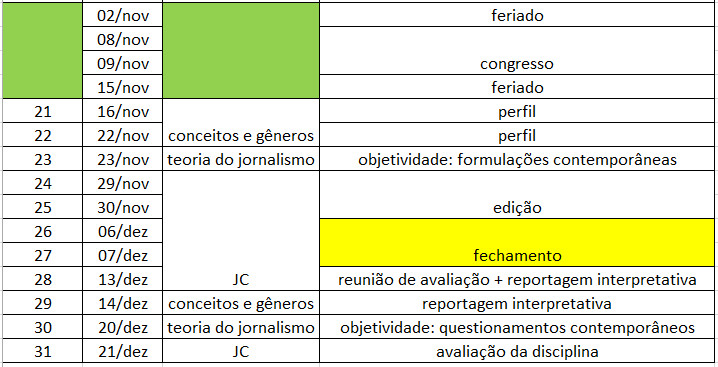 02/nov feriado
08/nov
09/nov congresso
15/nov feriado
21 16/nov perfil
22 22/nov conceitos e gêneros perfil
23 23/nov teoria do jornalismo objetividade: formulações contemporâneas
24 29/nov
25 30/nov edição
26 06/dez
27 07/dez fechamento
28 13/dez JC reunião de avaliação + reportagem interpretativa
29 14/dez conceitos e gêneros reportagem interpretativa
30 20/dez teoria do jornalismo objetividade: questionamentos contemporâneos
31 21/dez JC avaliação da disciplina